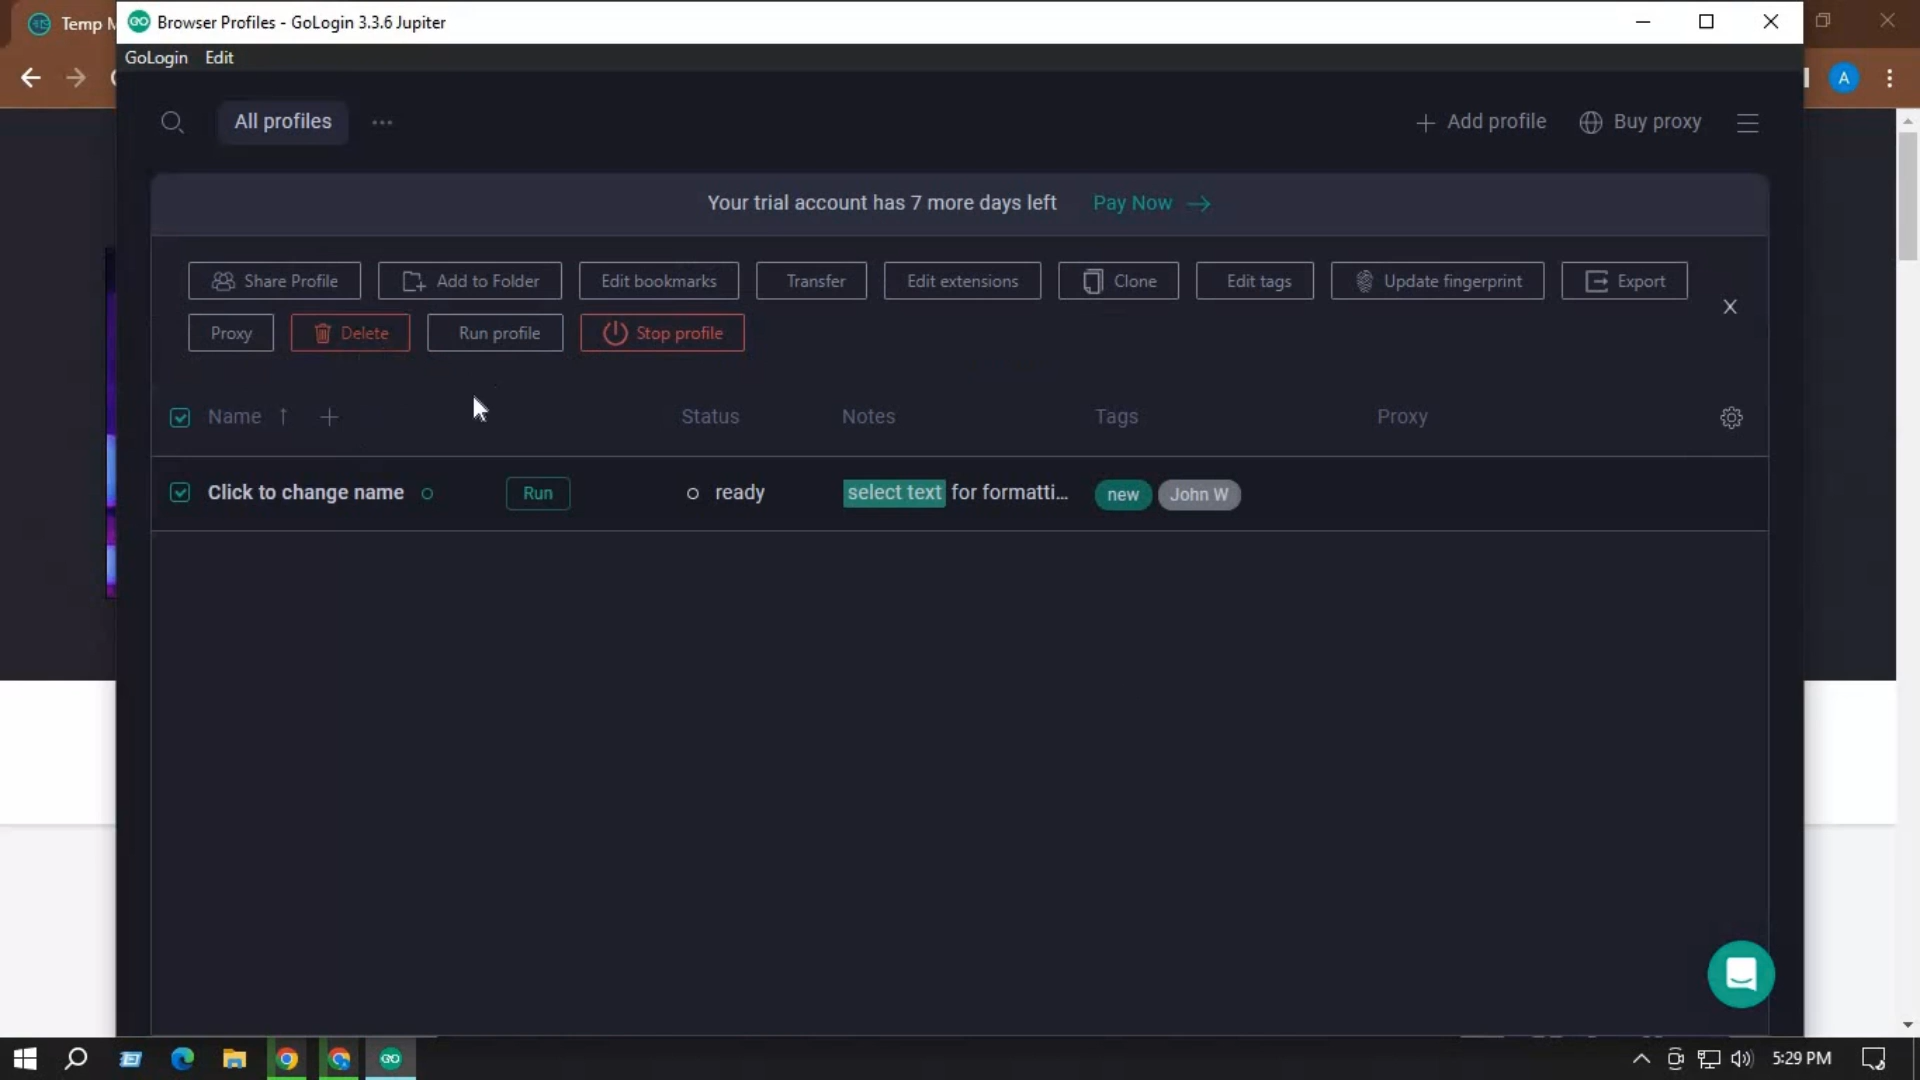 Temp M
Browser Profiles - GoLogin 3.3.6 Jupiter
GoLogin Edit
All profiles ...
Add profile Buy proxy
A
Your trial account has 7 more days left Pay Now
Share Profile Add to Folder Edit bookmarks Transfer Edit extensions Clone Edit tags Update fingerprint Export
Proxy Delete Run profile Stop profile
Name Status Notes Tags Proxy
Click to change name Run ready select text for formatti... new John W
GO
5:29 PM